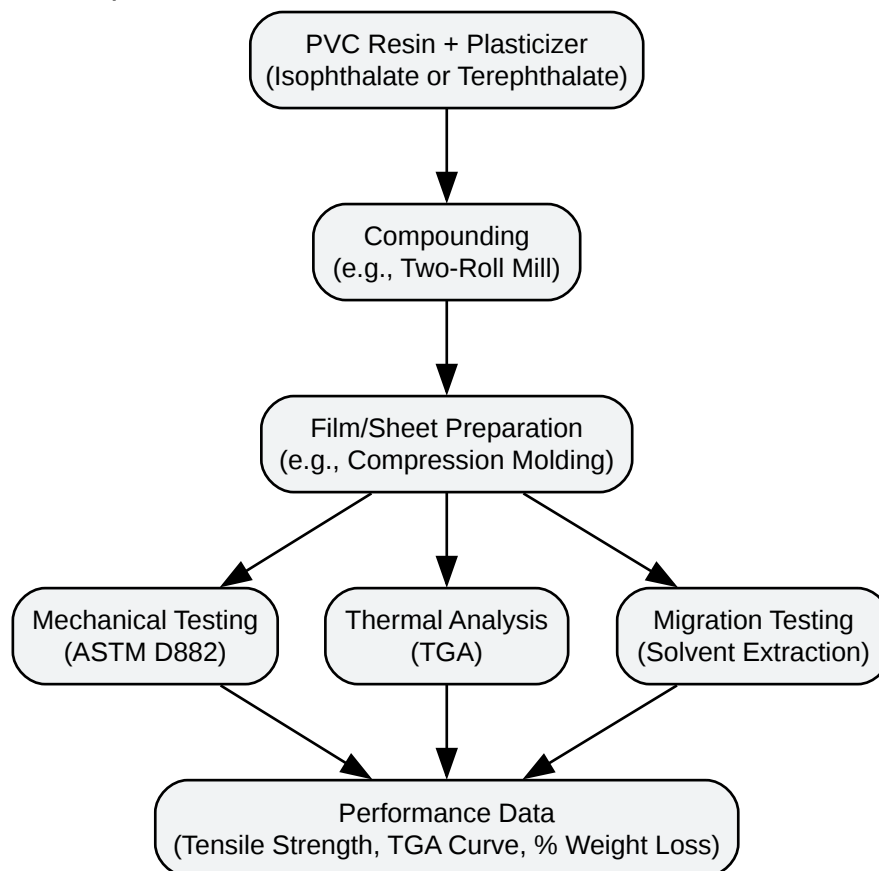 PVC Resin + Plasticizer
(Isophthalate or Terephthalate)
Compounding
(e.g., Two-Roll Mill)
Film/Sheet Preparation
(e.g., Compression Molding)
Mechanical Testing
(ASTM D882)
Thermal Analysis
(TGA)
Migration Testing
(Solvent Extraction)
Performance Data
(Tensile Strength, TGA Curve, % Weight Loss)